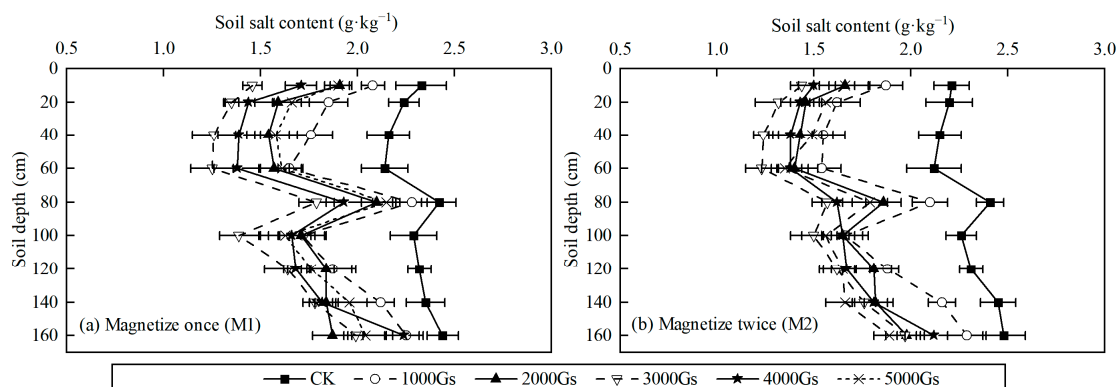 Soil salt content (g·kg⁻¹)
0.5 1.0 1.5 2.0 2.5 3.0
0
20
40
60
80
100
120
140
160
Soil depth (cm)
(a) Magnetize once (M1)
Soil salt content (g·kg⁻¹)
0.5 1.0 1.5 2.0 2.5 3.0
0
20
40
60
80
100
120
140
160
Soil depth (cm)
(b) Magnetize twice (M2)
CK 1000Gs 2000Gs 3000Gs 4000Gs 5000Gs